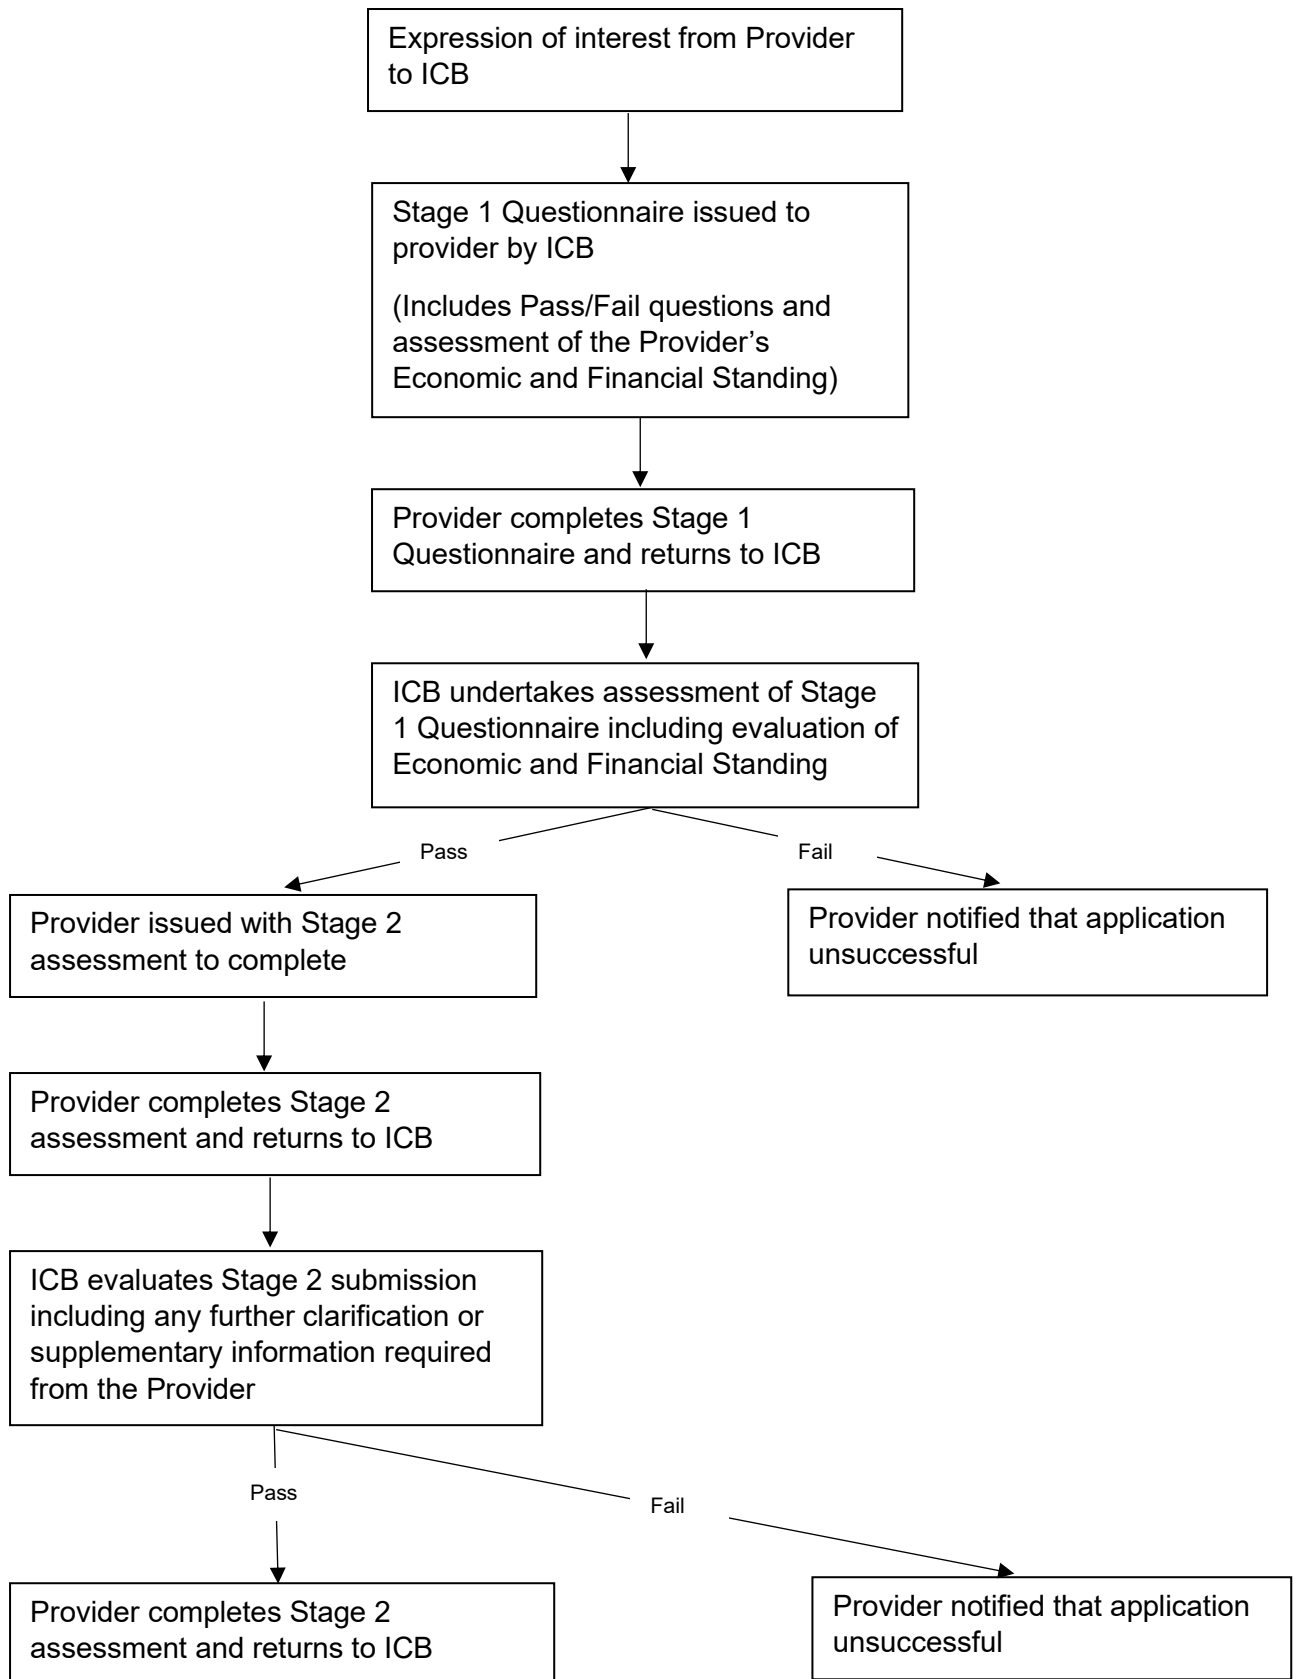 Expression of interest from Provider
to ICB
Stage 1 Questionnaire issued to
provider by ICB
(Includes Pass/Fail questions and
assessment of the Provider’s
Economic and Financial Standing)
Provider completes Stage 1
Questionnaire and returns to ICB
ICB undertakes assessment of Stage
1 Questionnaire including evaluation of
Economic and Financial Standing
Pass
Fail
Provider issued with Stage 2
assessment to complete
Provider notified that application
unsuccessful
Provider completes Stage 2
assessment and returns to ICB
ICB evaluates Stage 2 submission
including any further clarification or
supplementary information required
from the Provider
Pass
Fail
Provider completes Stage 2
assessment and returns to ICB
Provider notified that application
unsuccessful